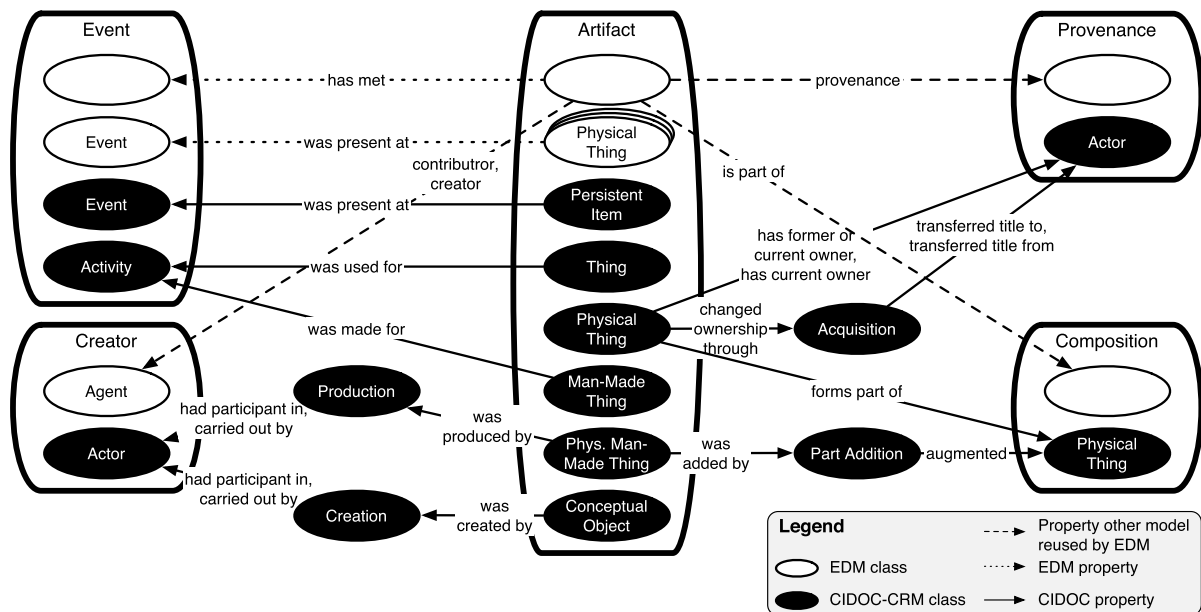 Event
Artifact
Provenance
has met
provenance
Event
was present at
Physical
Thing
Actor
contributror,
creator
is part of
Event
was present at
Persistent
Item
transferred title to,
transferred title from
has former or
current owner,
has current owner
Activity
was used for
Thing
changed
ownership
through
Physical
Thing
Acquisition
was made for
Creator
Composition
Agent
Production
Man-Made
Thing
forms part of
had participant in,
carried out by
was
produced by
Actor
Phys. Man-
Made Thing
was
added by
Part Addition
augmented
Physical
Thing
had participant in,
carried out by
Creation
was
created by
Conceptual
Object
Legend
Property other model
reused by EDM
EDM class
EDM property
CIDOC-CRM class
CIDOC property